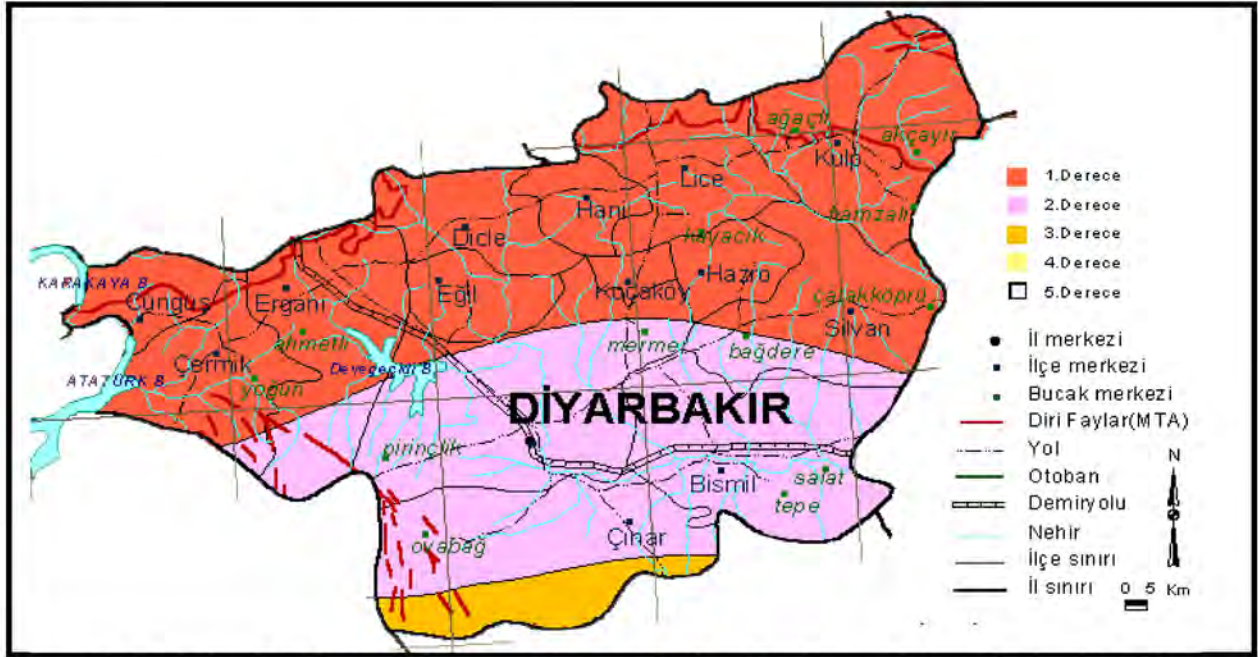 ağaçlı
akçayır
Kulp
Lice
Hani
hamzalı
Dicle
kayacık
KARAKAYA B.
Hazro
Eğil
Koçaköy
Çüngüş
Ergani
çatakköprü
Silvan
ahmetli
mermer
bağdere
Çermik
Devegeçidi B.
ATATÜRK B.
yoğun
DİYARBAKIR
pirinçlik
Bismil
salat
tepe
Çınar
ovabağ
1.Derece
2.Derece
3.Derece
4.Derece
5.Derece
İl merkezi
İlçe merkezi
Bucak merkezi
Diri Faylar(MTA)
Yol
Otoban
Demiryolu
Nehir
İlçe sınırı
İl sınırı
N
0 5 Km